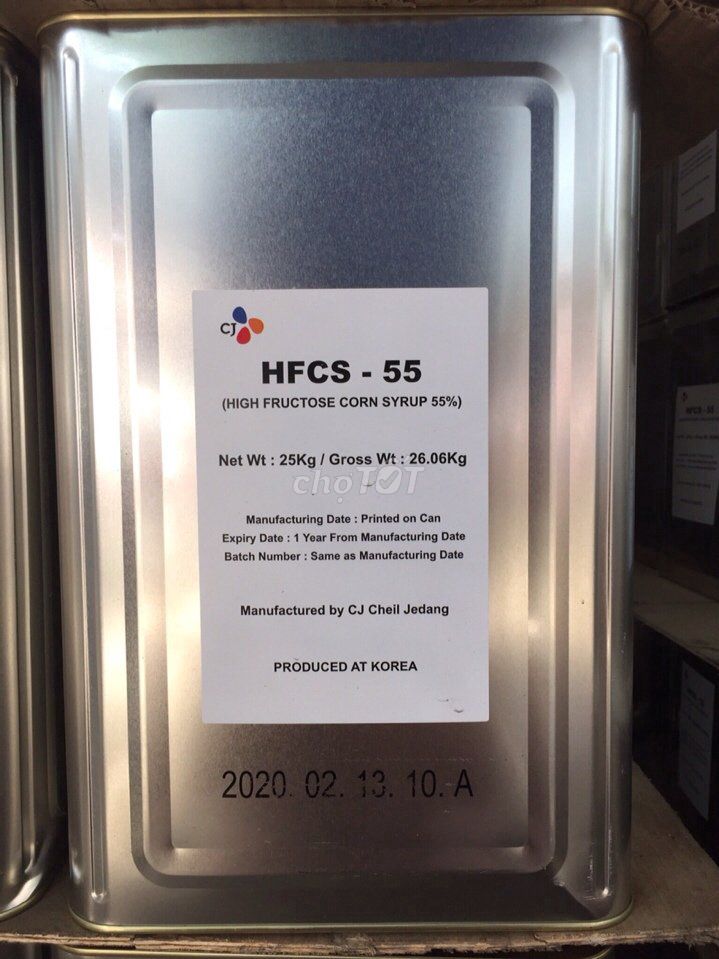 CJ
HFCS - 55
(HIGH FRUCTOSE CORN SYRUP 55%)
Net Wt : 25Kg / Gross Wt : 26.06Kg
chợTỐT
Manufacturing Date : Printed on Can
Expiry Date : 1 Year From Manufacturing Date
Batch Number : Same as Manufacturing Date
Manufactured by CJ Cheil Jedang
PRODUCED AT KOREA
2020. 02. 13. 10. A
HFCS - 55